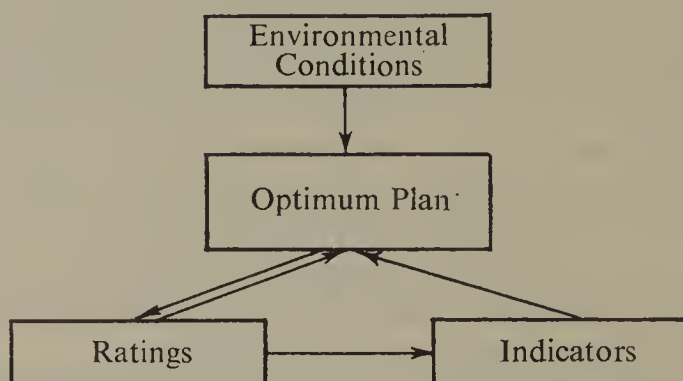 Environmental
Conditions
Optimum Plan
Ratings
Indicators